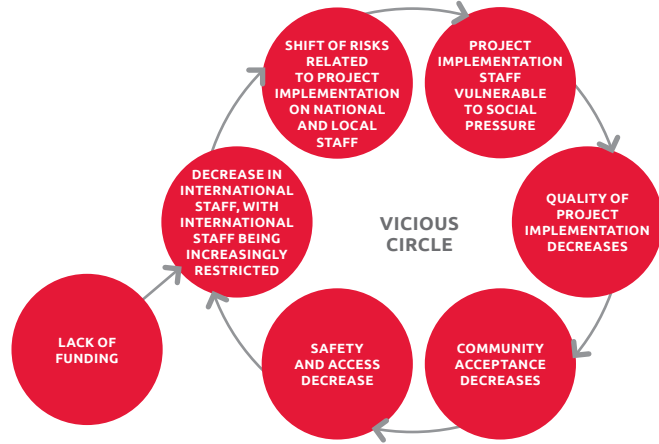 SHIFT OF RISKS
RELATED
TO PROJECT
IMPLEMENTATION
ON NATIONAL
AND LOCAL
STAFF
PROJECT
IMPLEMENTATION
STAFF
VULNERABLE
TO SOCIAL
PRESSURE
DECREASE IN
INTERNATIONAL
STAFF, WITH
INTERNATIONAL
STAFF BEING
INCREASINGLY
RESTRICTED
VICIOUS
CIRCLE
QUALITY OF
PROJECT
IMPLEMENTATION
DECREASES
LACK OF
FUNDING
SAFETY
AND ACCESS
DECREASE
COMMUNITY
ACCEPTANCE
DECREASES